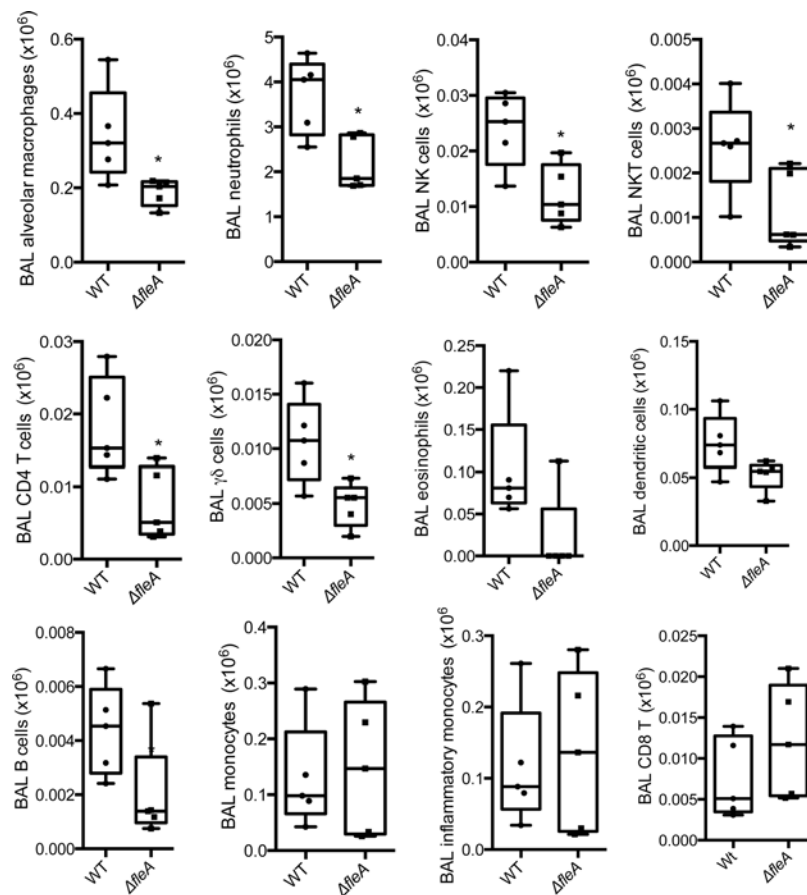 BAL alveolar macrophages (x10⁶)
0.6
0.4
0.2
0.0
WT
ΔfleA
*
BAL neutrophils (x10⁶)
5
4
3
2
1
0
WT
ΔfleA
*
BAL NK cells (x10⁶)
0.04
0.03
0.02
0.01
0.00
WT
ΔfleA
*
BAL NKT cells (x10⁶)
0.005
0.004
0.003
0.002
0.001
0.000
WT
ΔfleA
*
BAL CD4 T cells (x10⁶)
0.03
0.02
0.01
0.00
WT
ΔfleA
*
BAL γδ cells (x10⁶)
0.020
0.015
0.010
0.005
0.000
WT
ΔfleA
*
BAL eosinophils (x10⁶)
0.25
0.20
0.15
0.10
0.05
0.00
WT
ΔfleA
BAL dendritic cells (x10⁶)
0.15
0.10
0.05
0.00
WT
ΔfleA
BAL B cells (x10⁶)
0.008
0.006
0.004
0.002
0.000
WT
ΔfleA
*
BAL monocytes (x10⁶)
0.4
0.3
0.2
0.1
0.0
WT
ΔfleA
BAL inflammatory monocytes (x10⁶)
0.3
0.2
0.1
0.0
WT
ΔfleA
BAL CD8 T (x10⁶)
0.025
0.020
0.015
0.010
0.005
0.000
Wt
ΔfleA